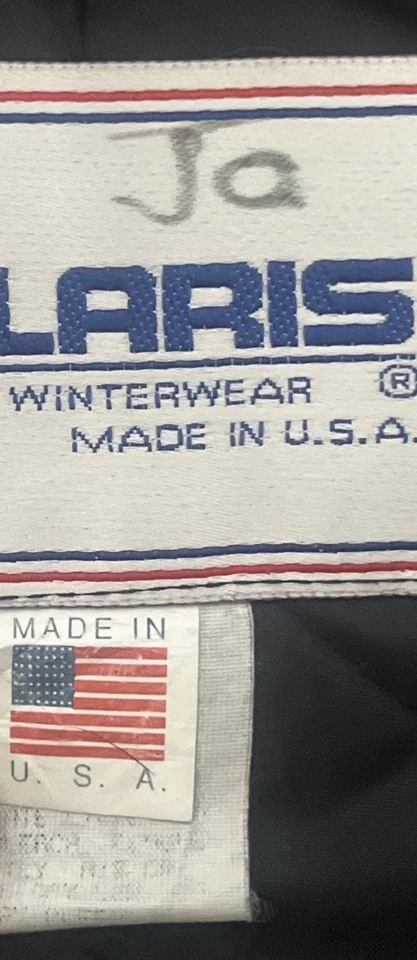 Ja
LARIS
WINTERWEAR ®
MADE IN U.S.A.
MADE IN
U. S. A.